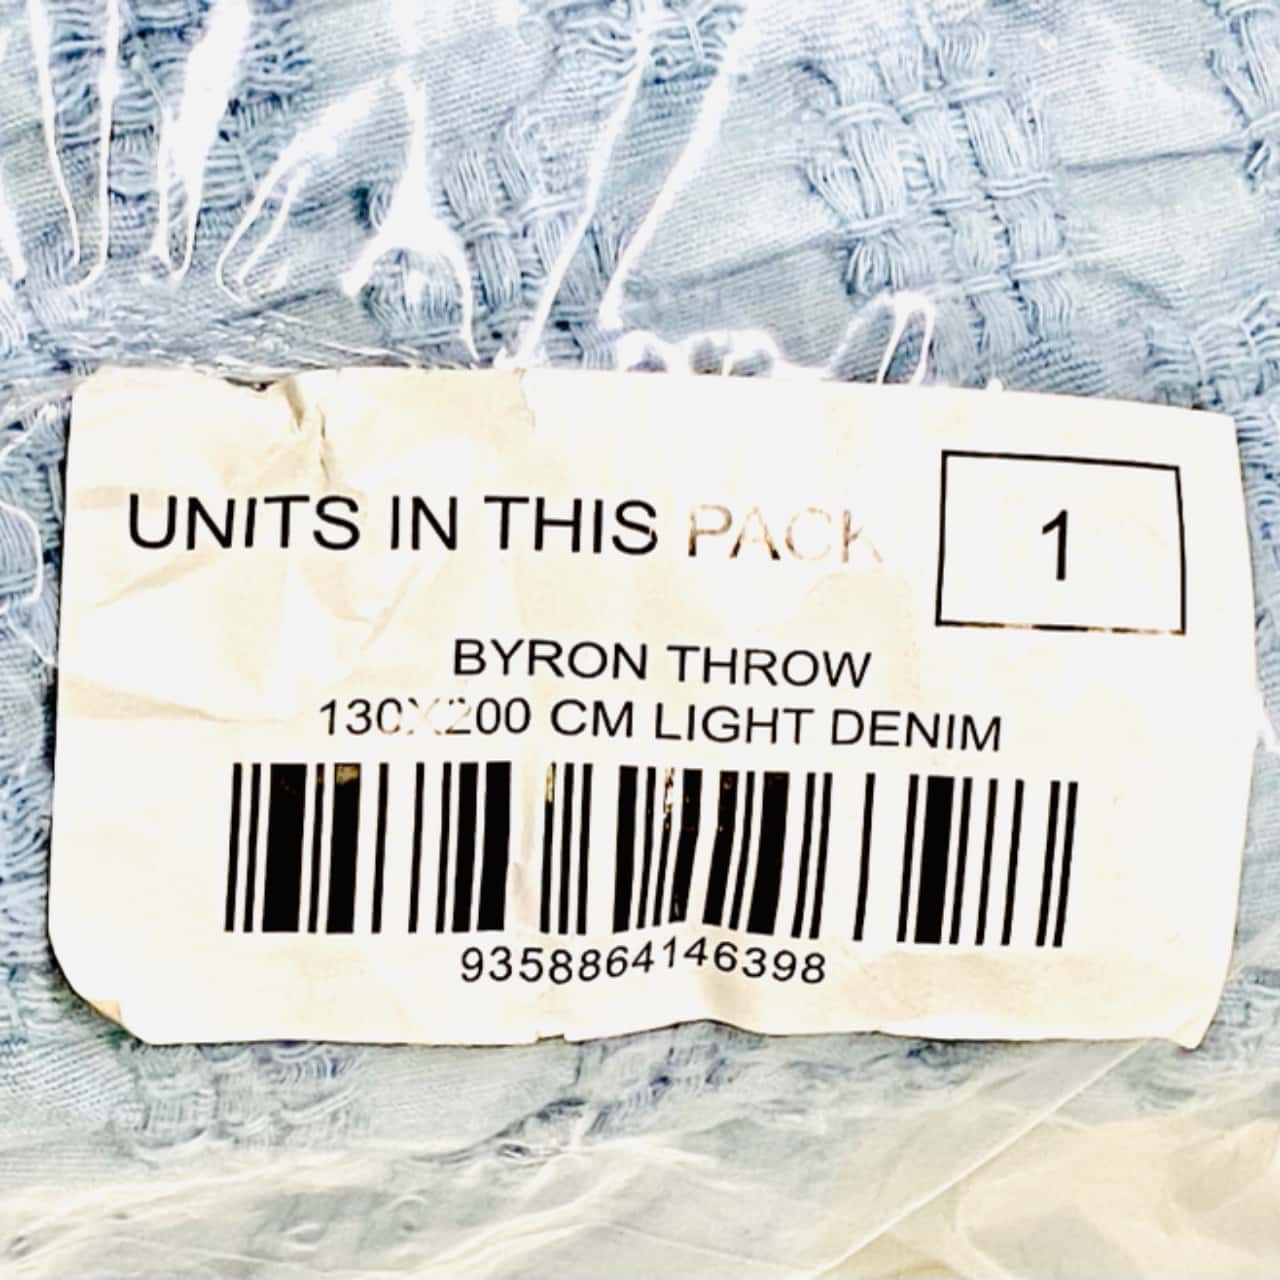 UNITS IN THIS PACK 1
BYRON THROW
130X200 CM LIGHT DENIM
9358864146398